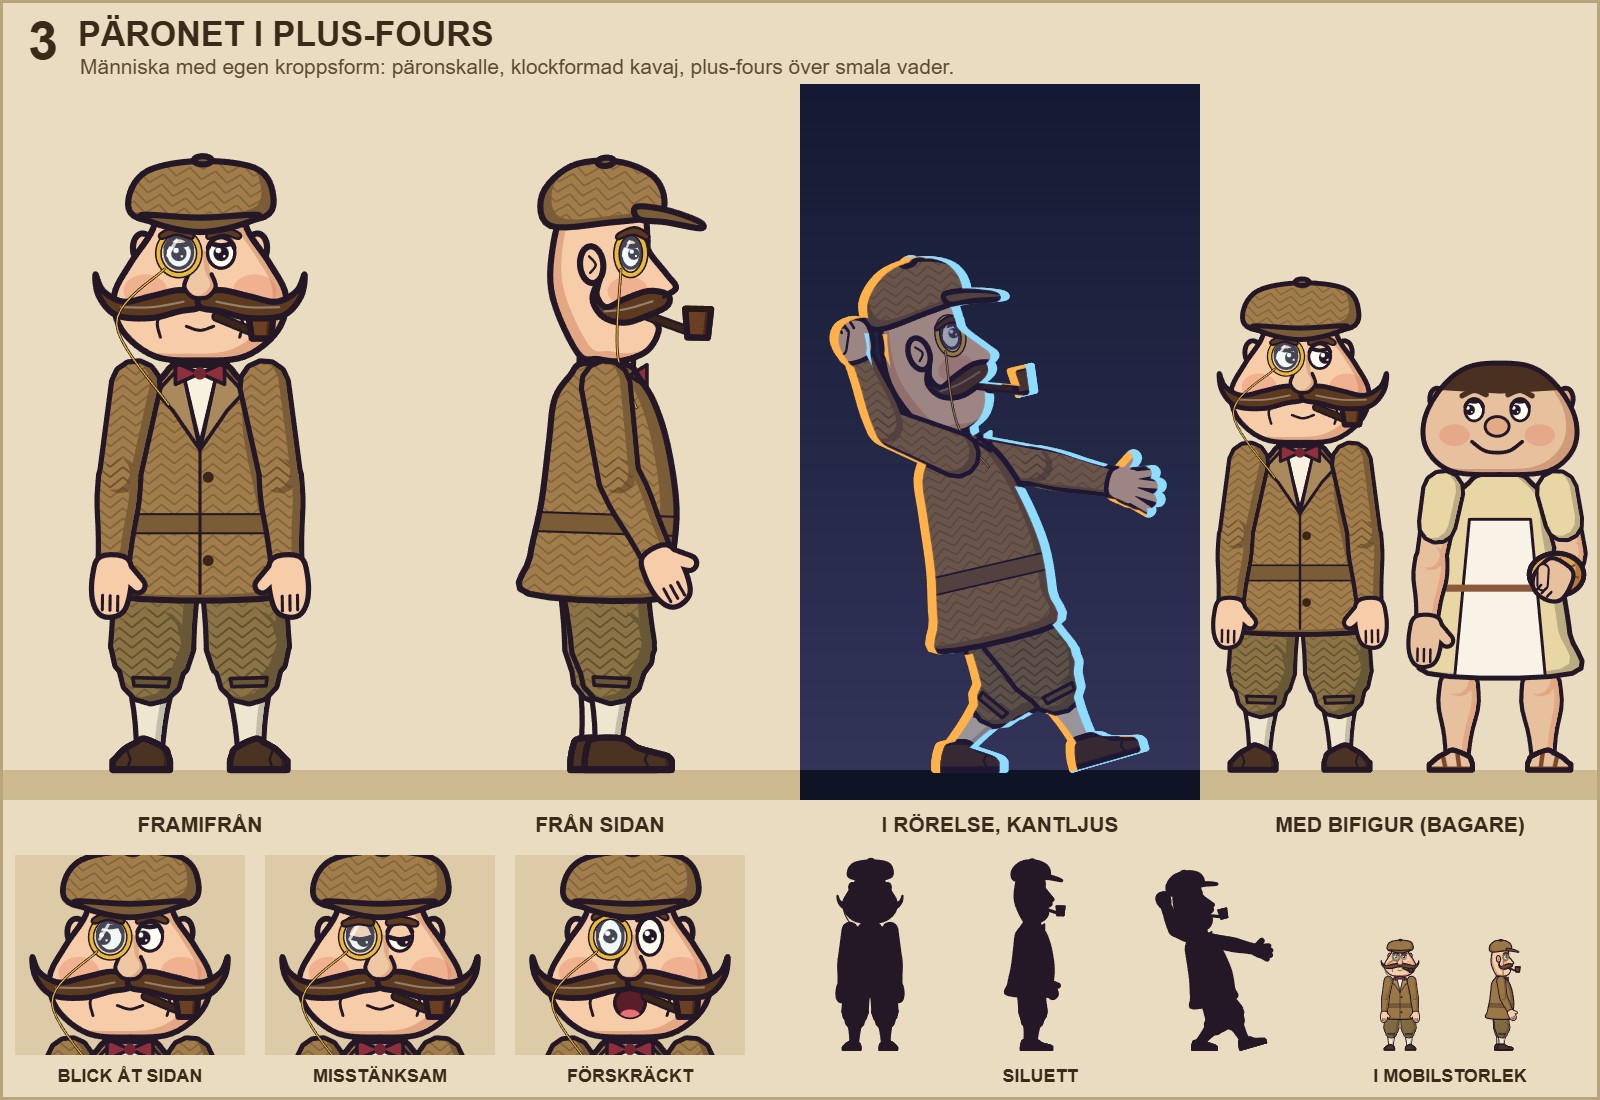 3 PÄRONET I PLUS-FOURS
Människa med egen kroppsform: päronskalle, klockformad kavaj, plus-fours över smala vader.
FRAMIFRÅN
FRÅN SIDAN
I RÖRELSE, KANTLJUS
MED BIFIGUR (BAGARE)
BLICK ÅT SIDAN
MISSTÄNKSAM
FÖRSKRÄCKT
SILUETT
I MOBILSTORLEK